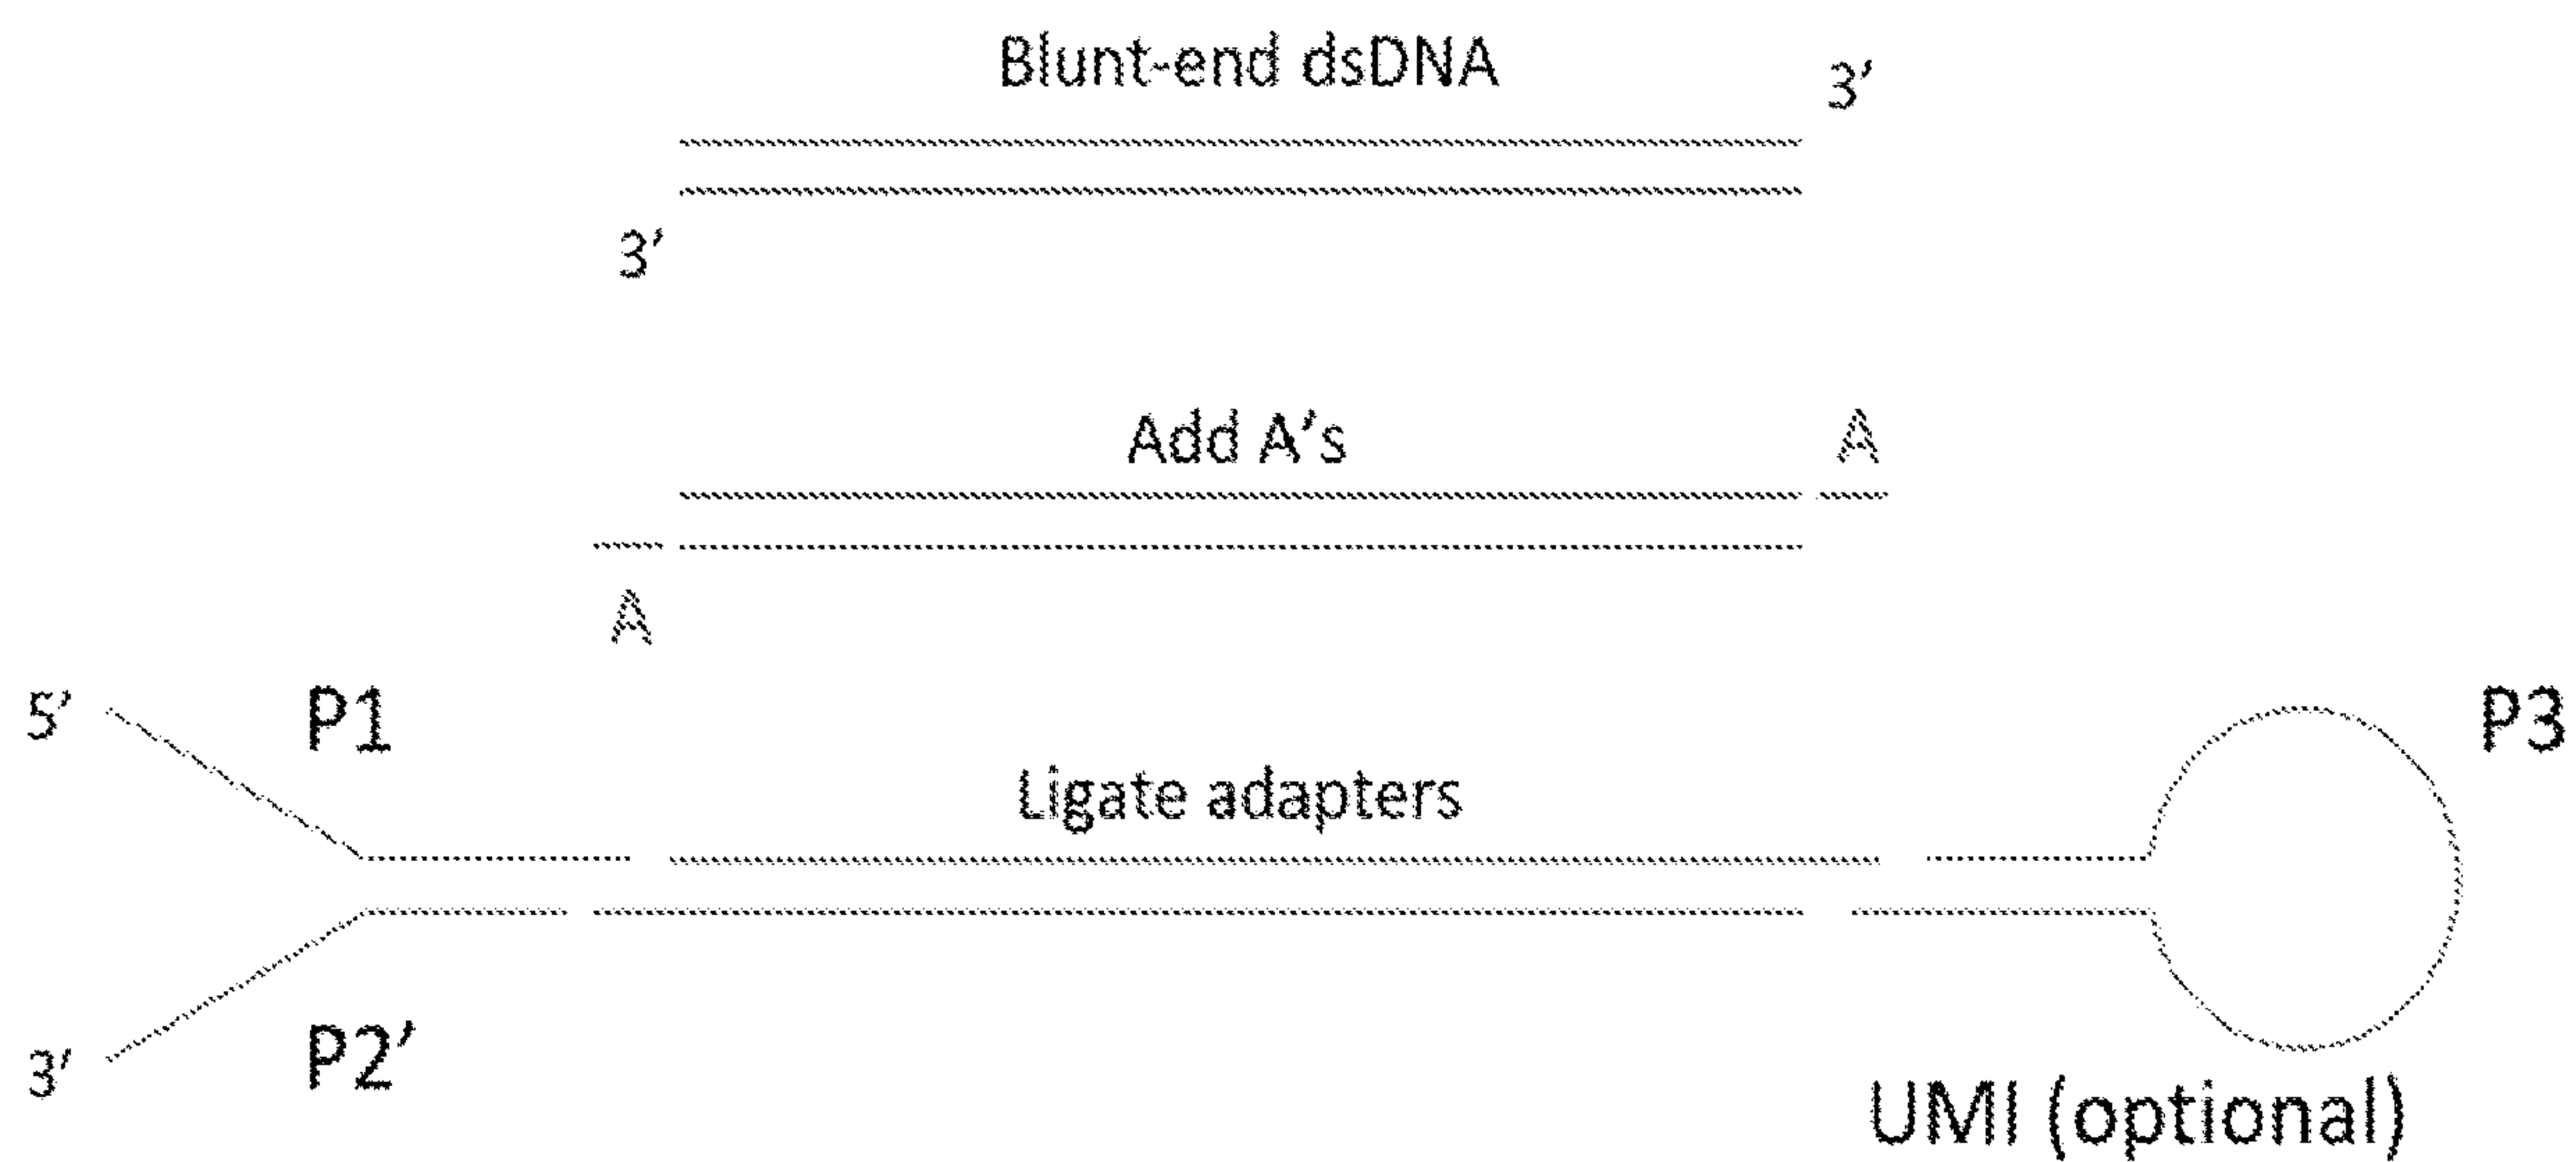 Blunt-end dsDNA
3'
3'
Add A's
A
A
5'
P1
P3
Ligate adapters
3'
P2'
UMI (optional)